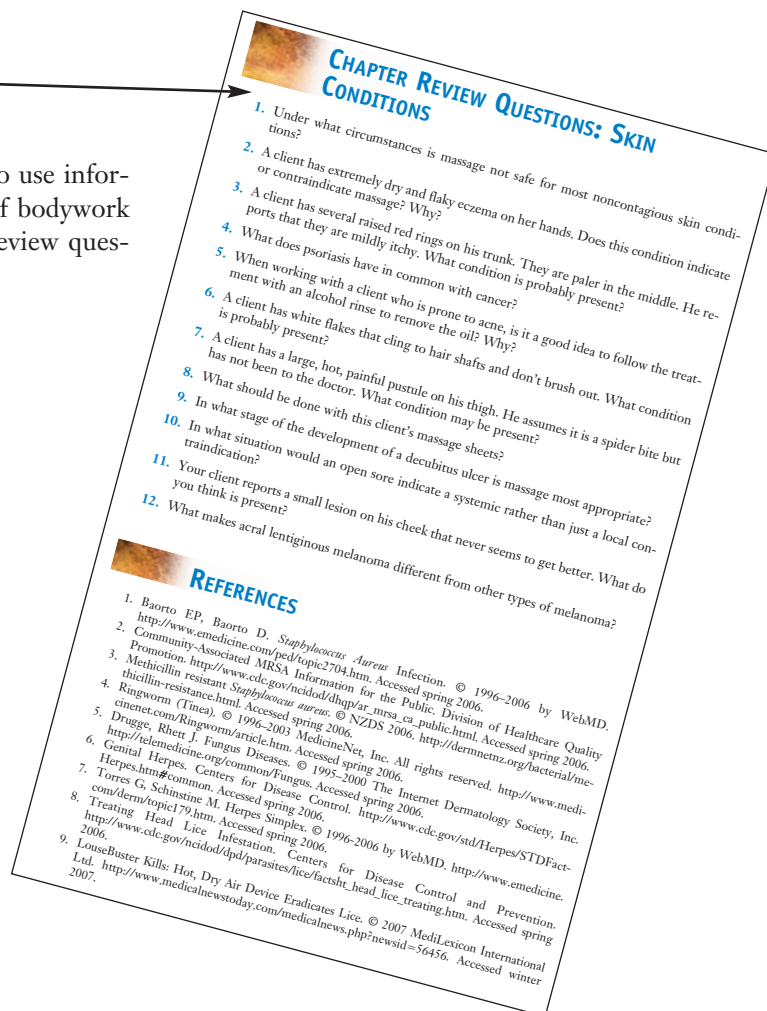 o use infor-
f bodywork
eview ques-
CHAPTER REVIEW QUESTIONS: SKIN
CONDITIONS
1. Under what circumstances is massage not safe for most noncontagious skin condi-
tions?
2. A client has extremely dry and flaky eczema on her hands. Does this condition indicate
or contraindicate massage? Why?
3. A client has several raised red rings on his trunk. They are paler in the middle. He re-
ports that they are mildly itchy. What condition is probably present?
4. What does psoriasis have in common with cancer?
5. When working with a client who is prone to acne, is it a good idea to follow the treat-
ment with an alcohol rinse to remove the oil? Why?
6. A client has white flakes that cling to hair shafts and don't brush out. What condition
is probably present?
7. A client has a large, hot, painful pustule on his thigh. He assumes it is a spider bite but
has not been to the doctor. What condition may be present?
8. What should be done with this client's massage sheets?
9. In what stage of the development of a decubitus ulcer is massage most appropriate?
10. In what situation would an open sore indicate a systemic rather than just a local con-
traindication?
11. Your client reports a small lesion on his cheek that never seems to get better. What do
you think is present?
12. What makes acral lentiginous melanoma different from other types of melanoma?
REFERENCES
1. Baorto EP, Baorto D. Staphylococcus Aureus Infection. © 1996–2006 by WebMD.
http://www.emedicine.com/ped/topic2704.htm. Accessed spring 2006.
2. Community-Associated MRSA Information for the Public, Division of Healthcare Quality
Promotion. http://www.cdc.gov/ncidod/dhqp/ar_mrsa_ca_public.html. Accessed spring 2006.
3. Methicillin resistant Staphylococcus aureus. © NZDS 2006. http://dermnetnz.org/bacterial/me-
thicillin-resistance.html. Accessed spring 2006.
4. Ringworm (Tinea). © 1996–2003 MedicineNet, Inc. All rights reserved. http://www.medi-
cinenet.com/Ringworm/article.htm. Accessed spring 2006.
5. Drugge, Rhett J. Fungus Diseases. © 1995–2000 The Internet Dermatology Society, Inc.
http://telemedicine.org/common/Fungus. Accessed spring 2006.
6. Genital Herpes. Centers for Disease Control. http://www.cdc.gov/std/Herpes/STDFact-
Herpes.htm#common. Accessed spring 2006.
7. Torres G, Schinstine M. Herpes Simplex. © 1996-2006 by WebMD. http://www.emedicine.
com/derm/topic179.htm. Accessed spring 2006.
8. Treating Head Lice Infestation. Centers for Disease Control and Prevention.
http://www.cdc.gov/ncidod/dpd/parasites/lice/factsht_head_lice_treating.htm. Accessed spring
2006.
9. LouseBuster Kills: Hot, Dry Air Device Eradicates Lice. © 2007 MediLexicon International
Ltd. http://www.medicalnewstoday.com/medicalnews.php?newsid=56456. Accessed winter
2007.